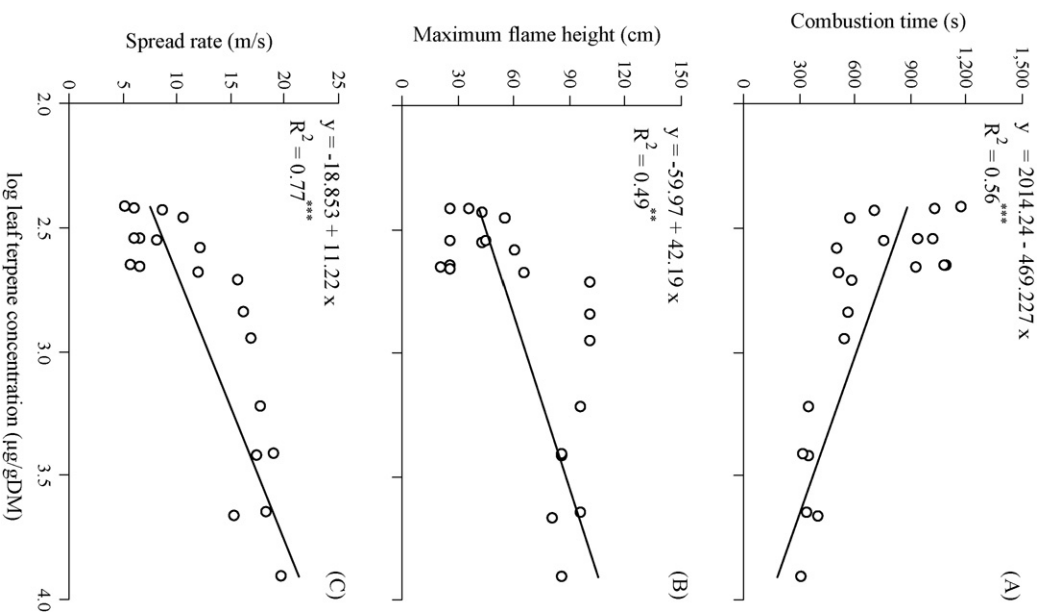 Combustion time (s)
1,500
1,200
900
600
300
0
y = 2014.24 - 469.227 x
R² = 0.56***
(A)
Maximum flame height (cm)
150
120
90
60
30
0
y = -59.97 + 42.19 x
R² = 0.49**
(B)
Spread rate (m/s)
25
20
15
10
5
0
y = -18.853 + 11.22 x
R² = 0.77***
(C)
2.0 2.5 3.0 3.5 4.0
log leaf terpene concentration (µg/gDM)